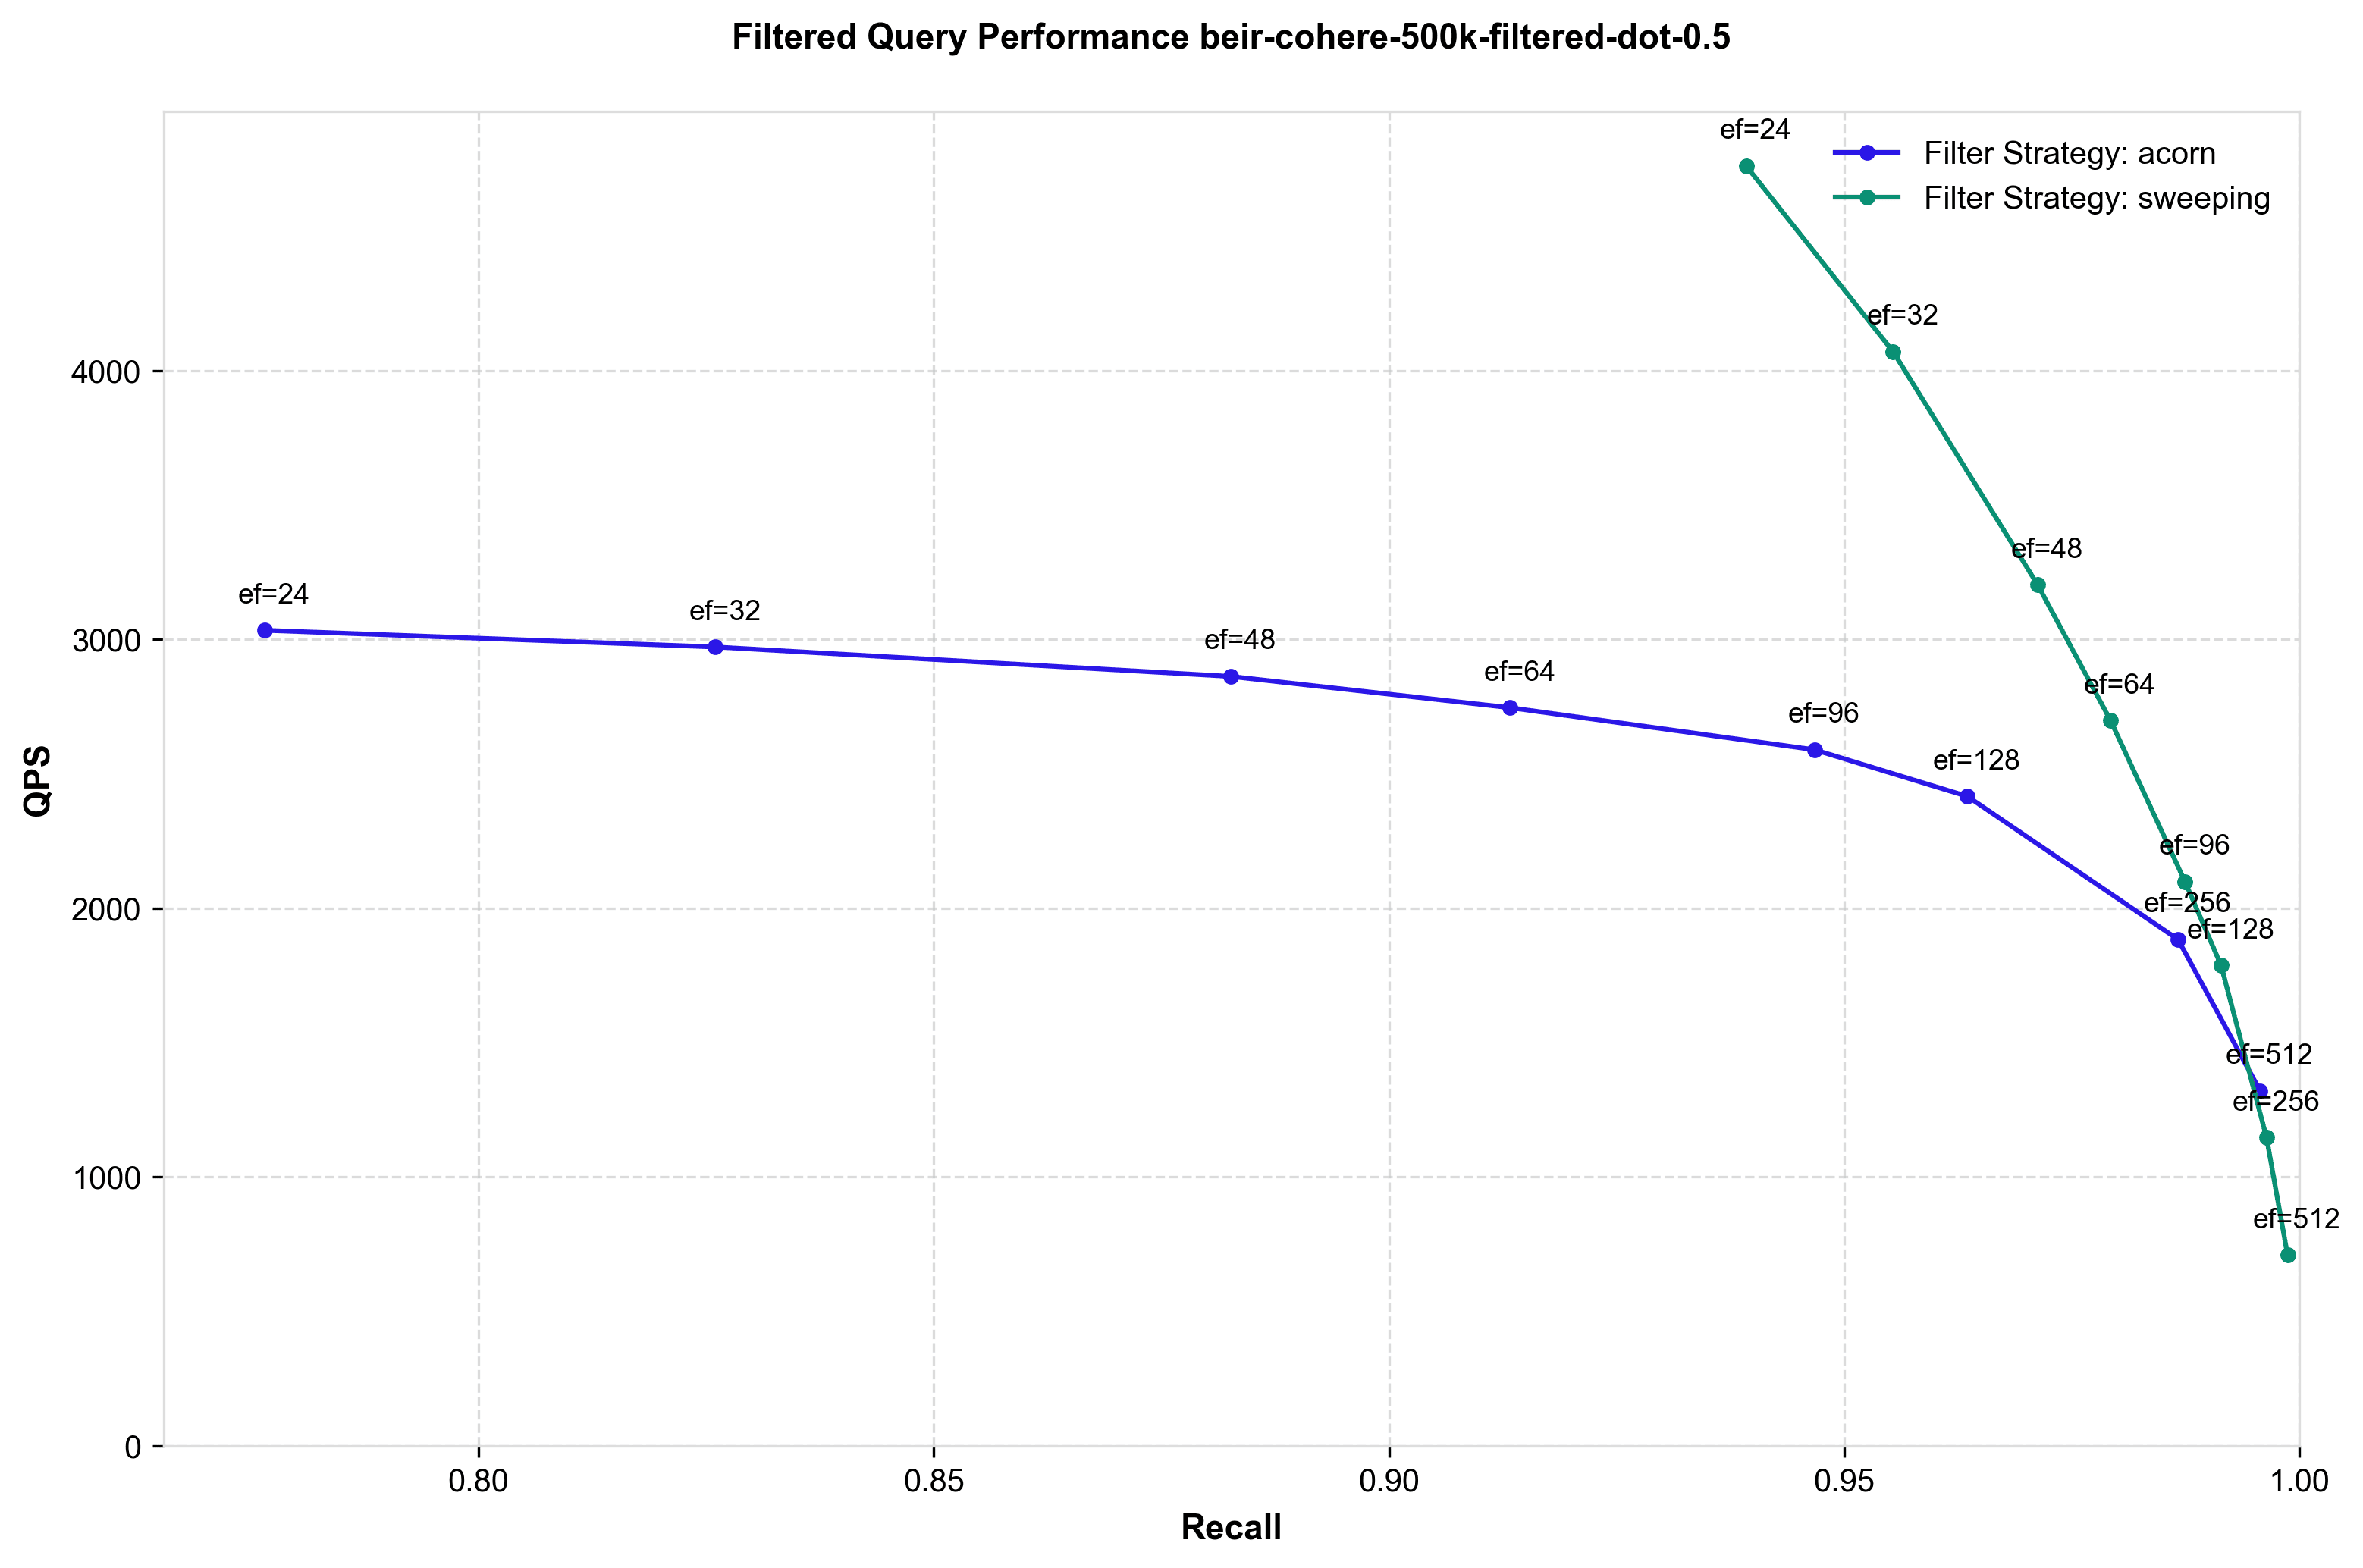 Filtered Query Performance beir-cohere-500k-filtered-dot-0.5
ef=24
Filter Strategy: acorn
Filter Strategy: sweeping
ef=32
4000
ef=48
ef=24
ef=32
3000
ef=48
ef=64
ef=64
ef=96
ef=128
QPS
ef=96
ef=256
2000
ef=128
ef=512
ef=256
1000
ef=512
0
0.80
0.85
0.90
0.95
1.00
Recall